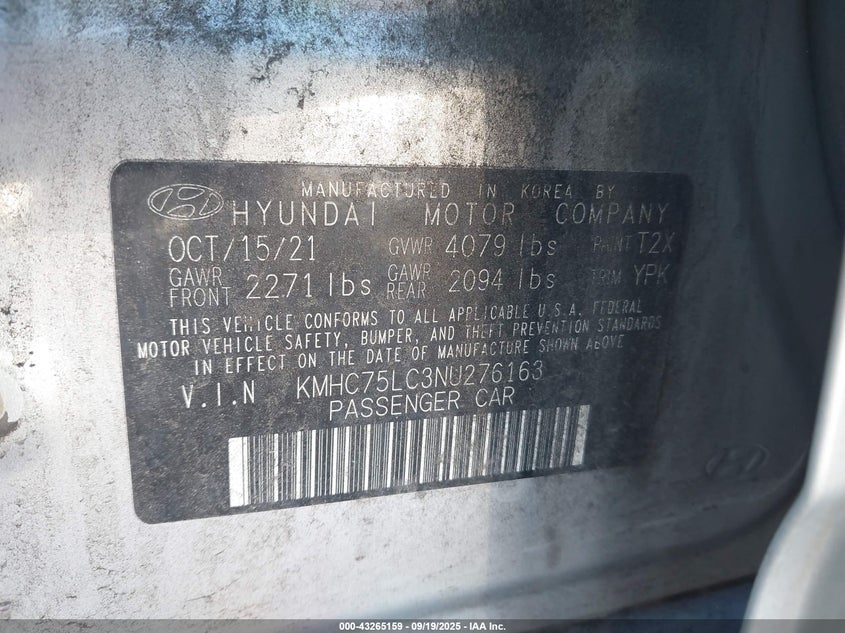 MANUFACTURED IN KOREA BY
HYUNDAI MOTOR COMPANY
OCT/15/21 GVWR 4079 lbs PAINT T2X
GAWR FRONT 2271 lbs GAWR REAR 2094 lbs TRIM YPK
THIS VEHICLE CONFORMS TO ALL APPLICABLE U.S.A. FEDERAL
MOTOR VEHICLE SAFETY, BUMPER, AND THEFT PREVENTION STANDARDS
IN EFFECT ON THE DATE OF MANUFACTURE SHOWN ABOVE
V.I.N KMHC75LC3NU276163
PASSENGER CAR
000-43265159 - 09/19/2025 - IAA Inc.